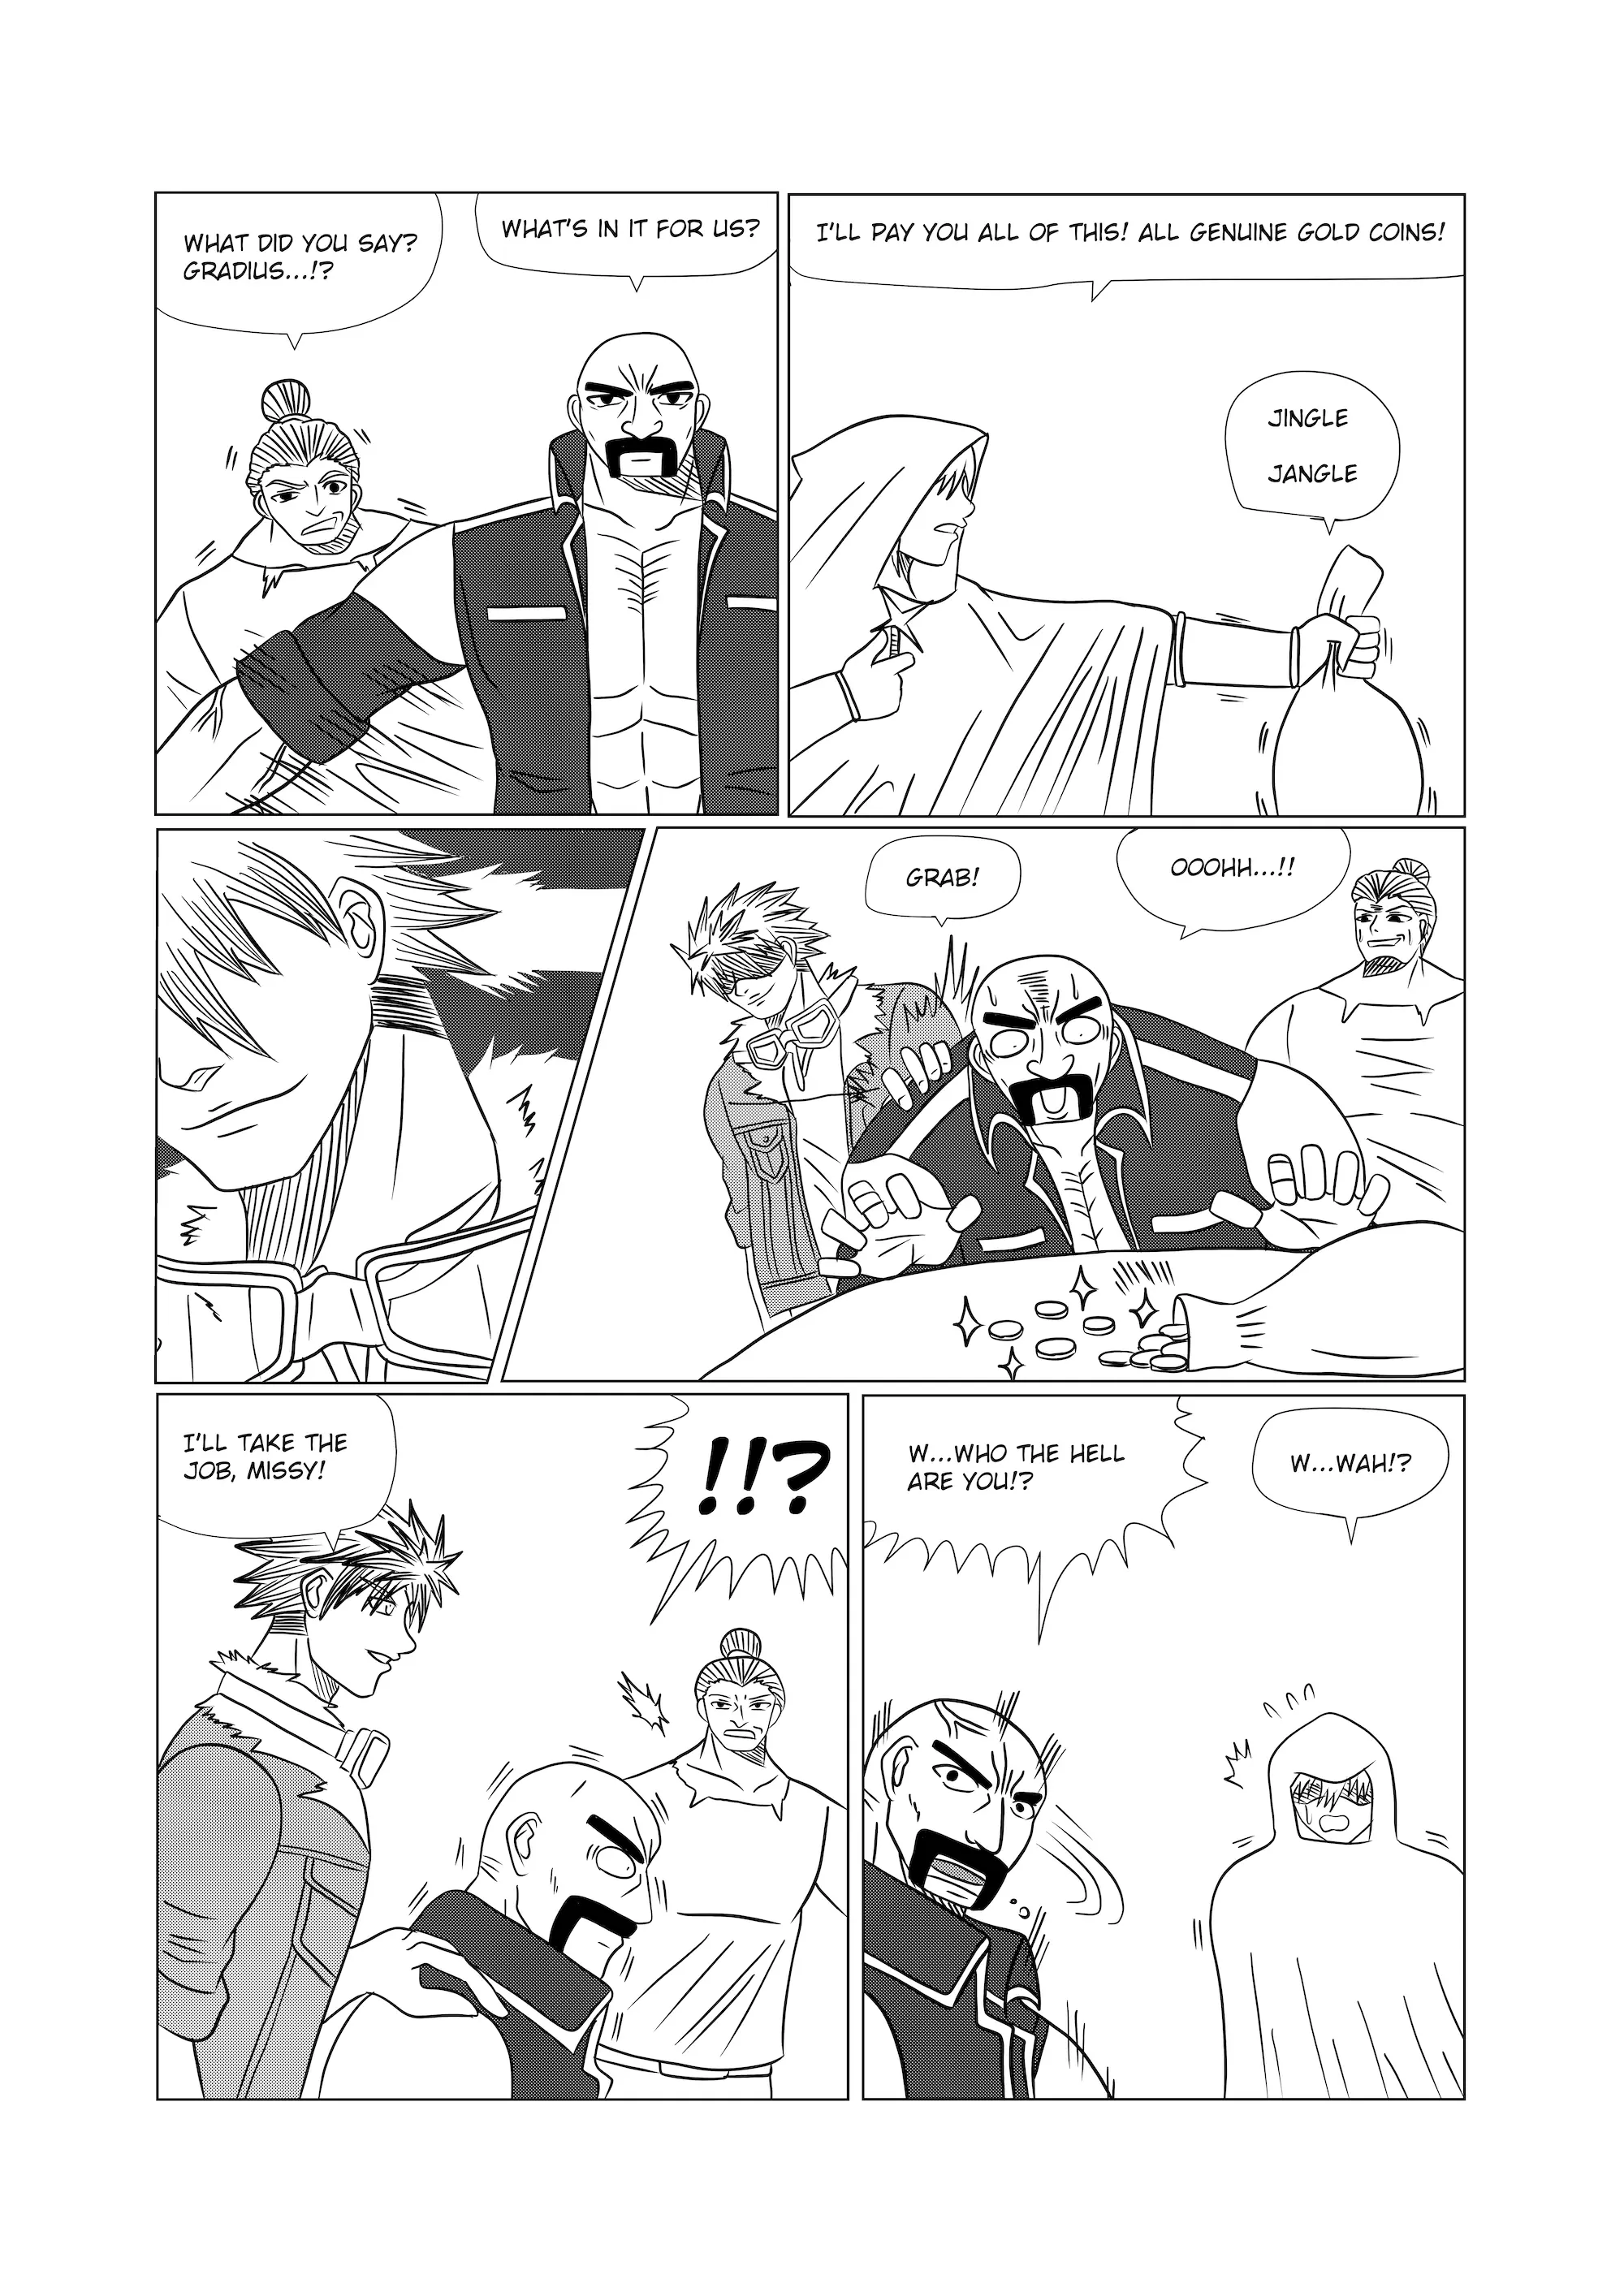 WHAT DID YOU SAY?
GRADIUS...!?
WHAT'S IN IT FOR US?
I'LL PAY YOU ALL OF THIS! ALL GENUINE GOLD COINS!
JINGLE
JANGLE
GRAB!
OOOHH...!!
I'LL TAKE THE
JOB, MISSY!
!!?
W...WHO THE HELL
ARE YOU!?
W...WAH!?